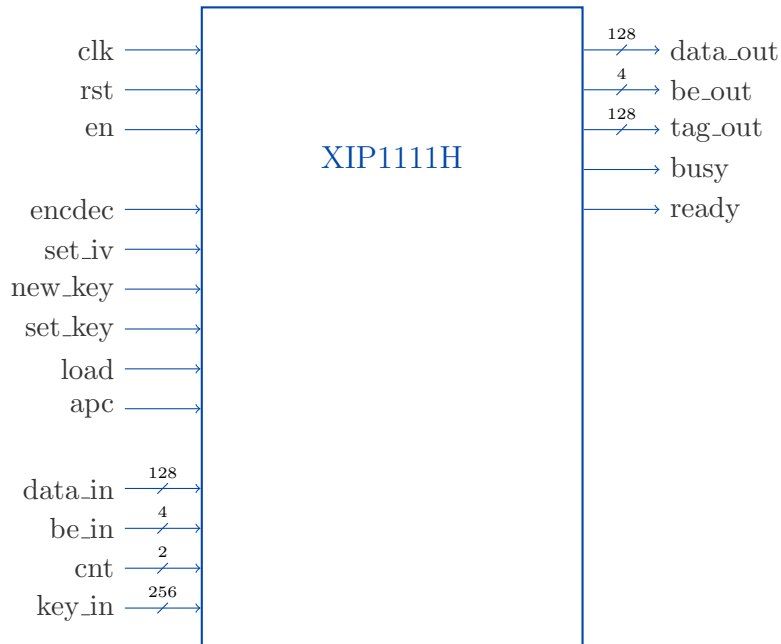 clk
rst
en
encdec
set_iv
new_key
set_key
load
apc
128
data_in
4
be_in
2
cnt
256
key_in
XIP1111H
128
data_out
4
be_out
128
tag_out
busy
ready